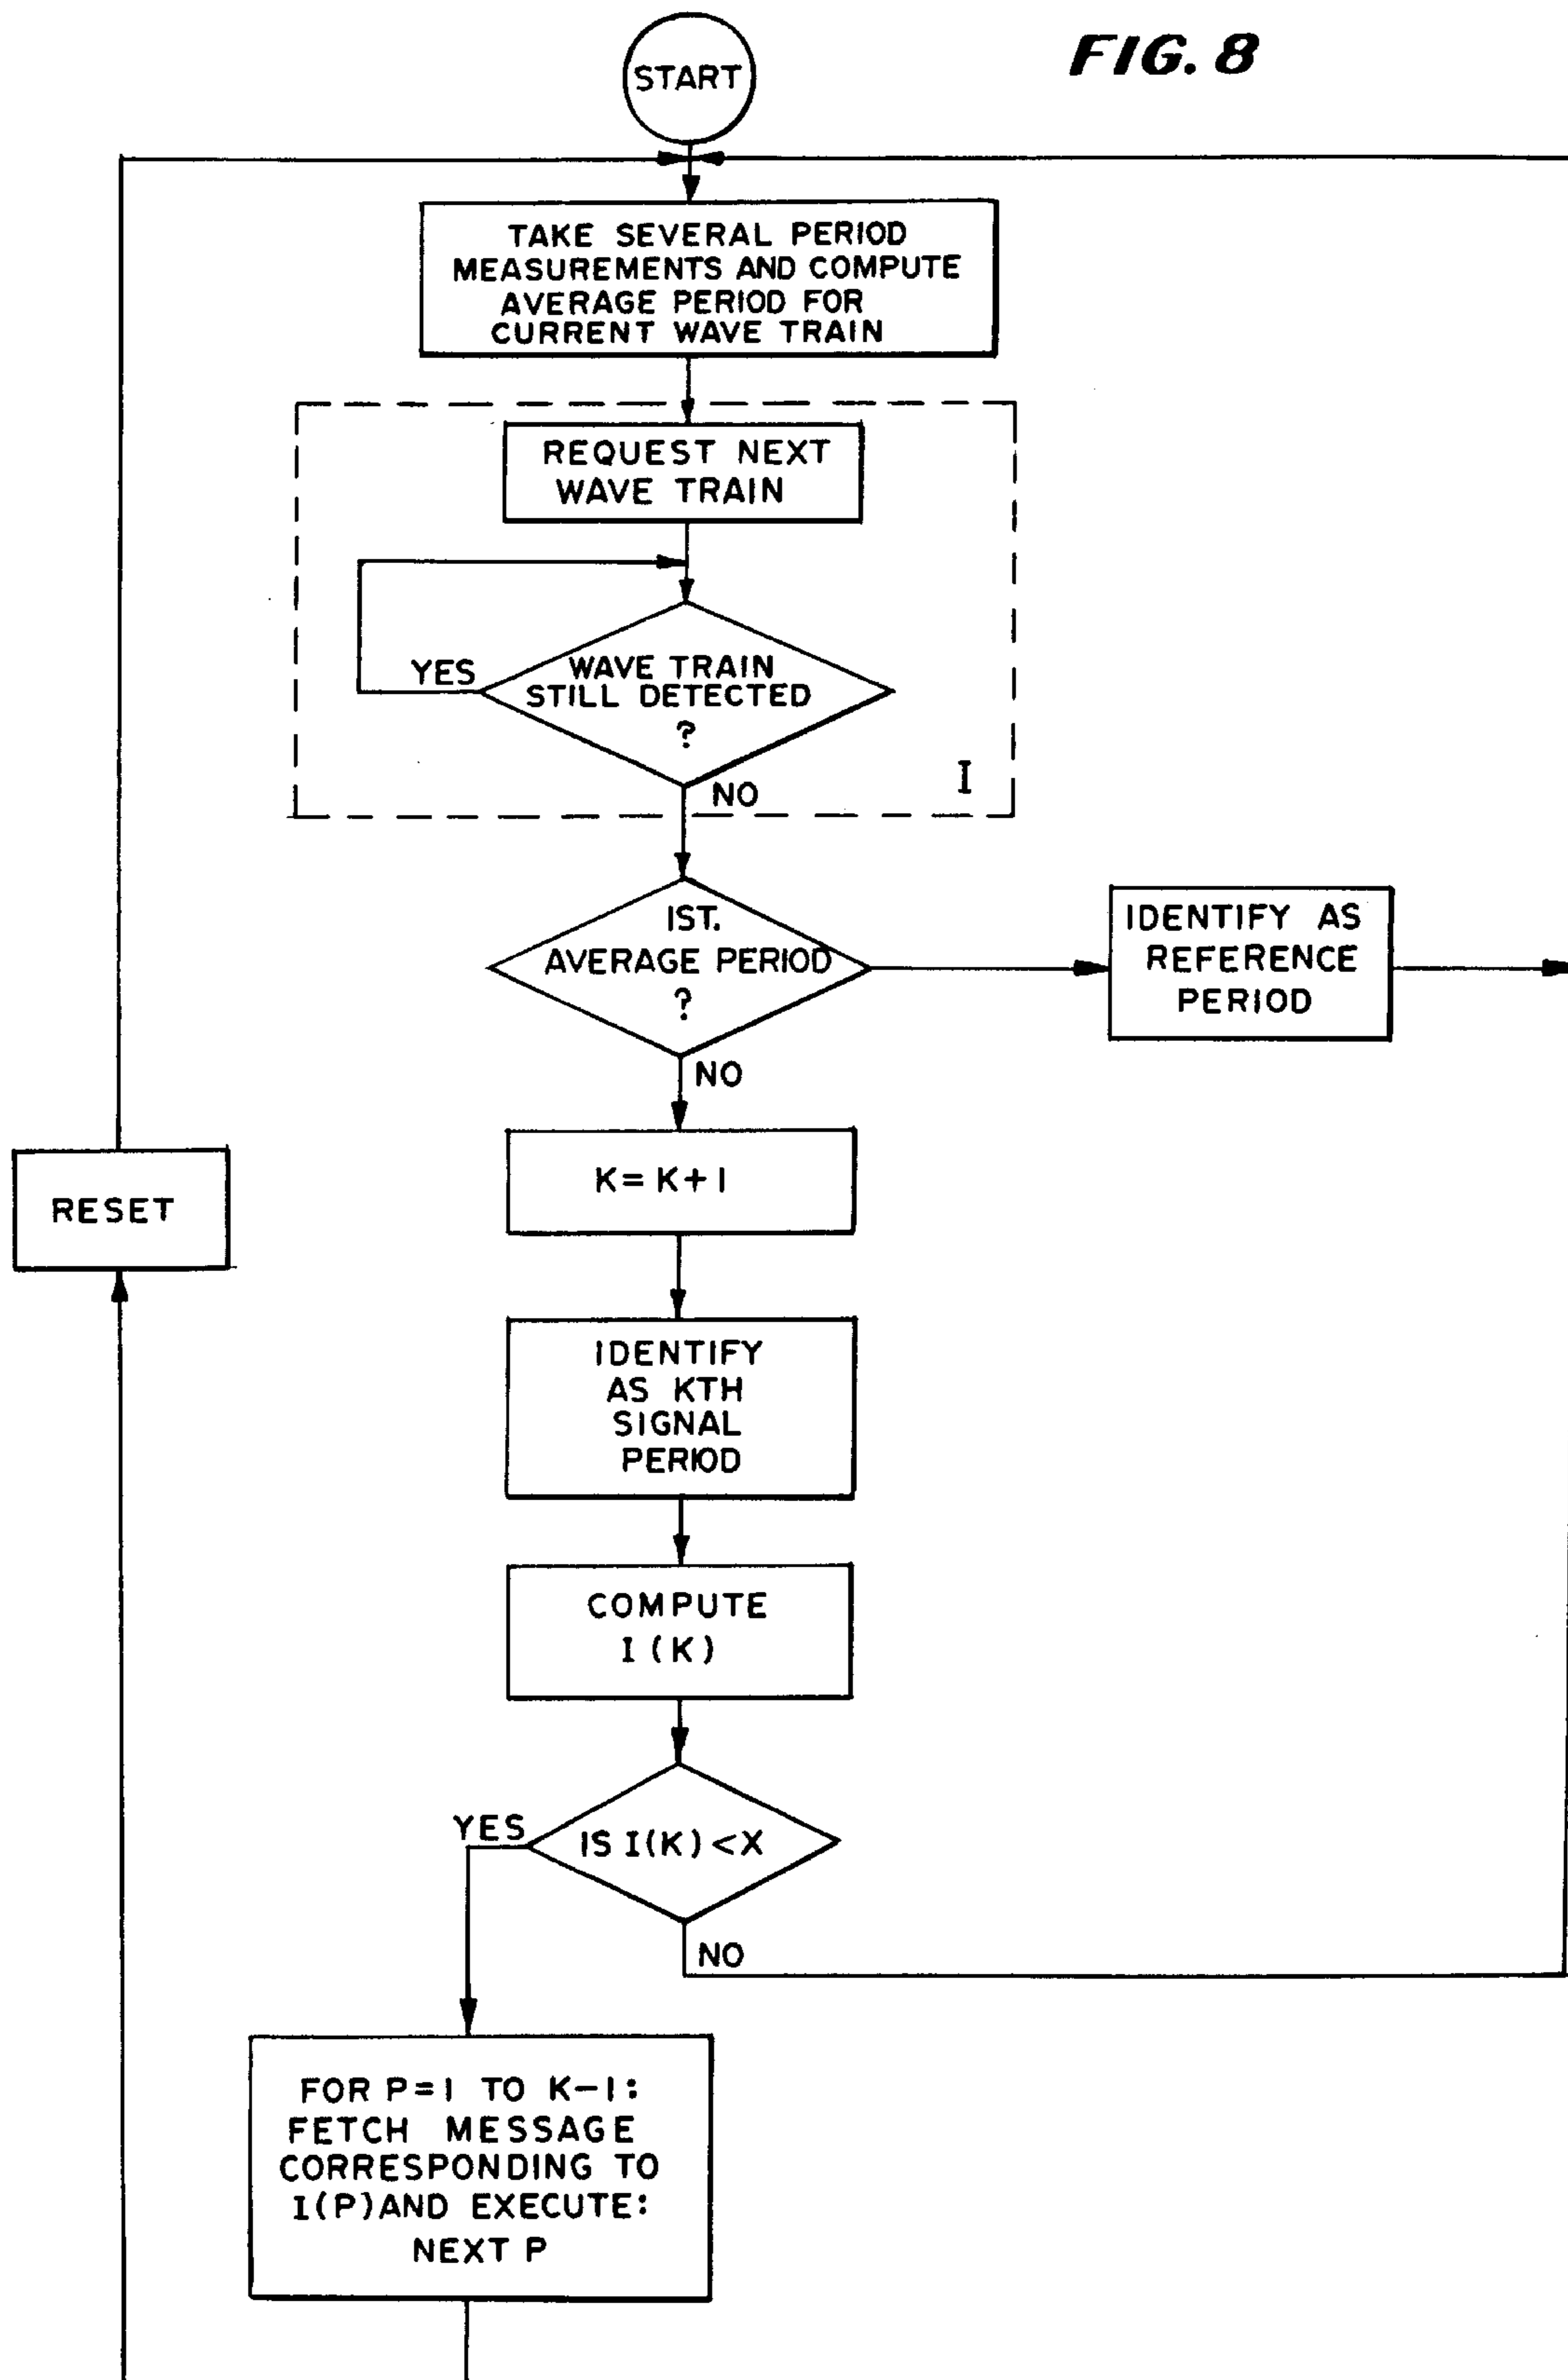 FIG. 8
START
TAKE SEVERAL PERIOD
MEASUREMENTS AND COMPUTE
AVERAGE PERIOD FOR
CURRENT WAVE TRAIN
REQUEST NEXT
WAVE TRAIN
YES
WAVE TRAIN
STILL DETECTED
?
NO
I
IST.
AVERAGE PERIOD
?
IDENTIFY AS
REFERENCE
PERIOD
NO
K=K+1
RESET
IDENTIFY
AS KTH
SIGNAL
PERIOD
COMPUTE
I(K)
YES
IS I(K)<X
NO
FOR P=1 TO K-1:
FETCH MESSAGE
CORRESPONDING TO
I(P)AND EXECUTE:
NEXT P